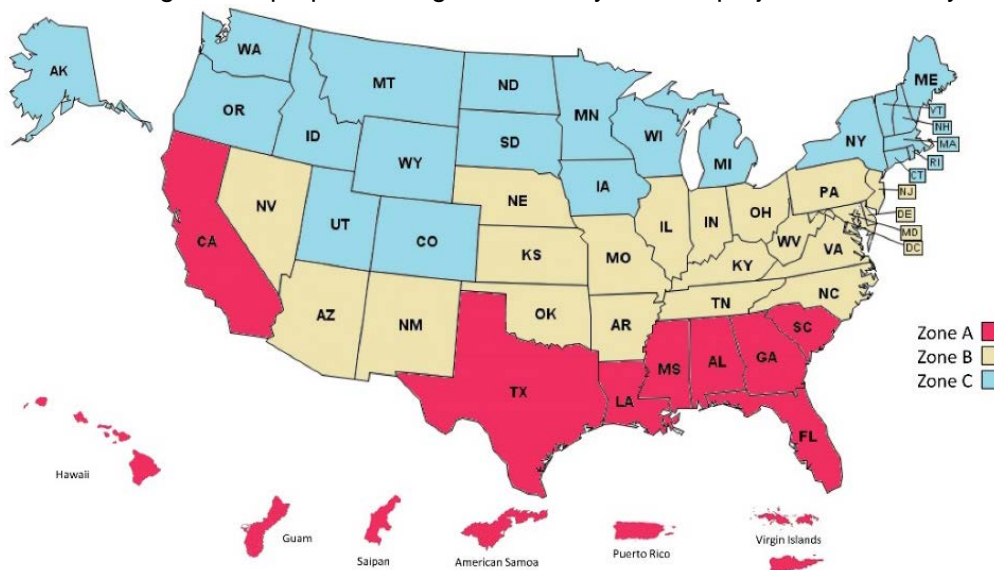 AK
WA
MT
ND
MN
ME
OR
ID
SD
WI
NY
VT
NH
MA
RI
CT
WY
MI
IA
NV
UT
NE
PA
NJ
CO
IL
IN
OH
DE
MD
DC
CA
KS
MO
WV
VA
KY
AZ
NM
OK
AR
TN
NC
SC
MS
AL
GA
TX
LA
FL
Zone A
Zone B
Zone C
Hawaii
Guam
Saipan
American Samoa
Puerto Rico
Virgin Islands